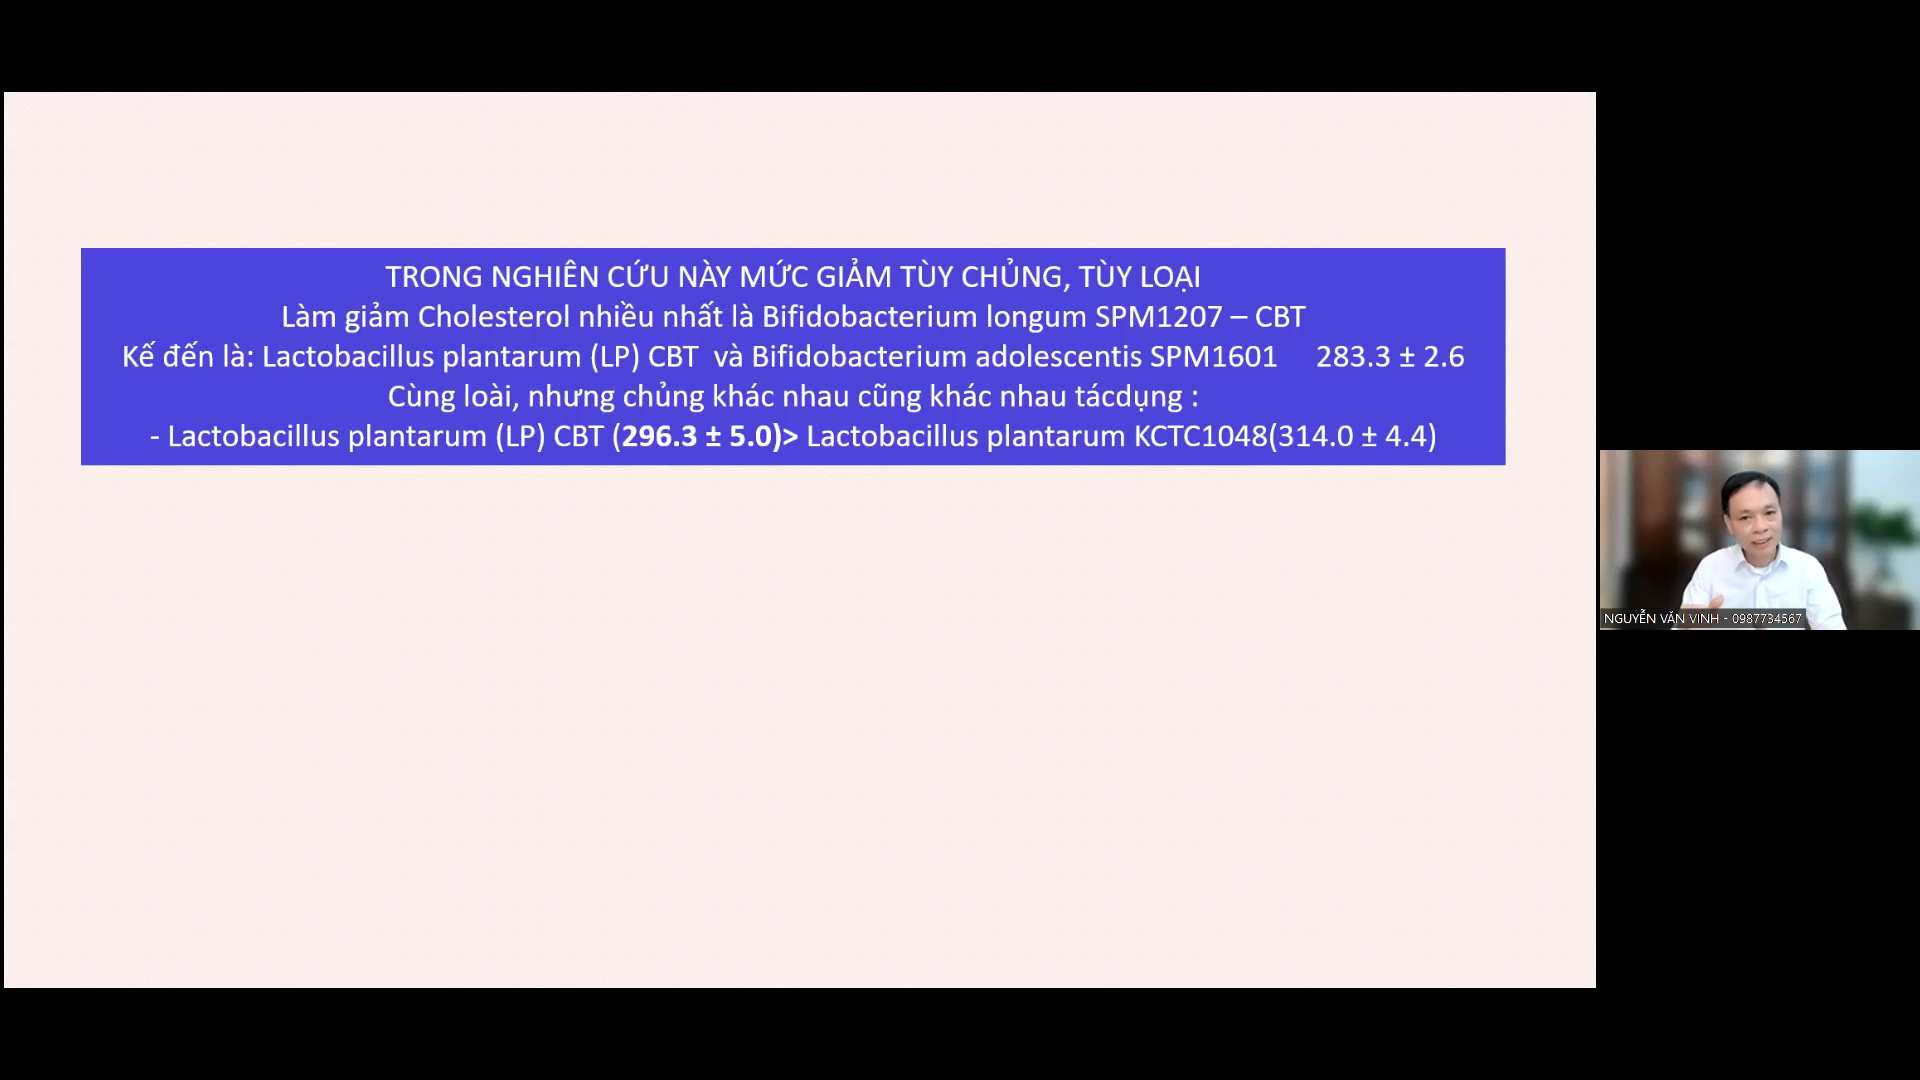 TRONG NGHIÊN CỨU NÀY MỨC GIẢM TÙY CHỦNG, TÙY LOẠI
Làm giảm Cholesterol nhiều nhất là Bifidobacterium longum SPM1207 – CBT
Kế đến là: Lactobacillus plantarum (LP) CBT và Bifidobacterium adolescentis SPM1601 283.3 ± 2.6
Cùng loài, nhưng chủng khác nhau cũng khác nhau tácdụng :
- Lactobacillus plantarum (LP) CBT (296.3 ± 5.0)> Lactobacillus plantarum KCTC1048(314.0 ± 4.4)
NGUYỄN VĂN VINH - 0987734567